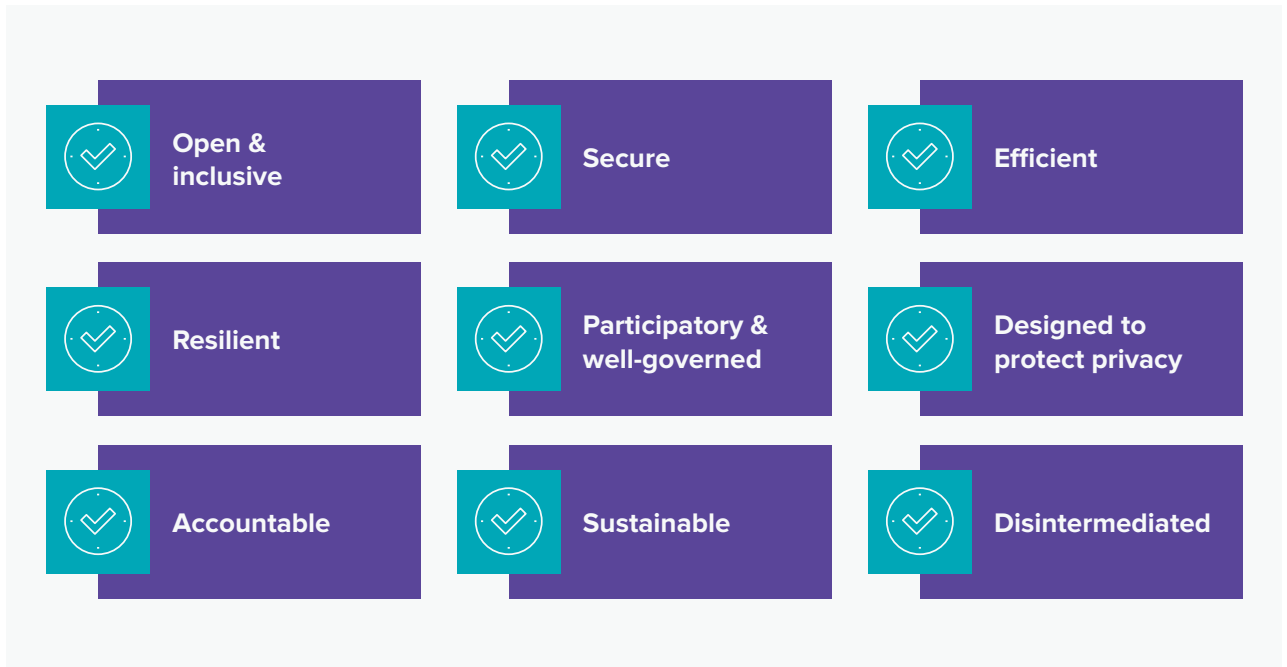 Open &
inclusive
Secure
Efficient
Resilient
Participatory &
well-governed
Designed to
protect privacy
Accountable
Sustainable
Disintermediated